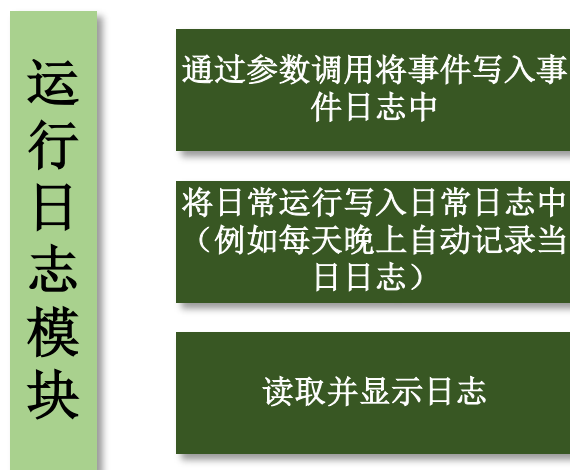 运行日志模块
通过参数调用将事件写入事
件日志中
将日常运行写入日常日志中
（例如每天晚上自动记录当
日日志）
读取并显示日志